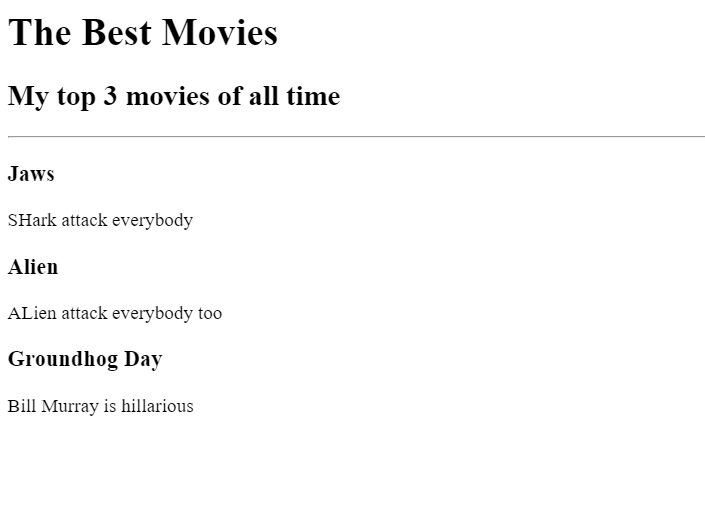 The Best Movies
My top 3 movies of all time
Jaws
SHark attack everybody
Alien
ALien attack everybody too
Groundhog Day
Bill Murray is hillarious